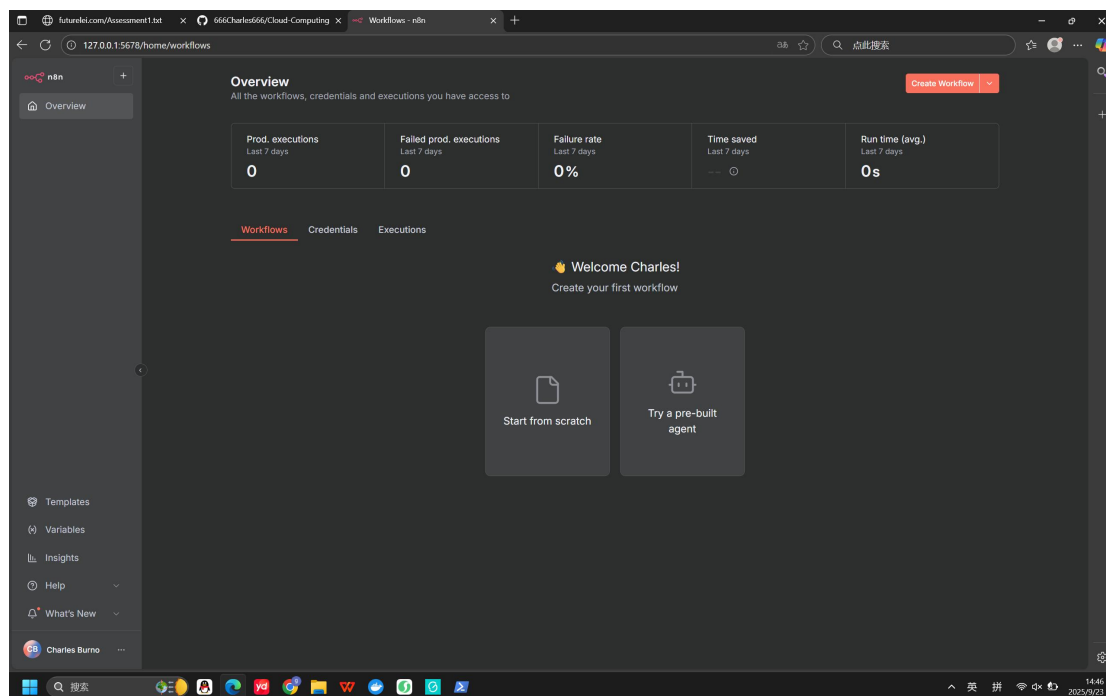 futurelei.com/Assessment1.txt
666Charles666/Cloud-Computing
Workflows - n8n
127.0.0.1:5678/home/workflows
点此搜索
n8n
Overview
Overview
All the workflows, credentials and executions you have access to
Create Workflow
Prod. executions
Last 7 days
0
Failed prod. executions
Last 7 days
0
Failure rate
Last 7 days
0%
Time saved
Last 7 days
--
Run time (avg.)
Last 7 days
0s
Workflows
Credentials
Executions
👋 Welcome Charles!
Create your first workflow
Start from scratch
Try a pre-built
agent
Templates
Variables
Insights
Help
What's New
CB
Charles Burno
搜索
yd
英
拼
14:46